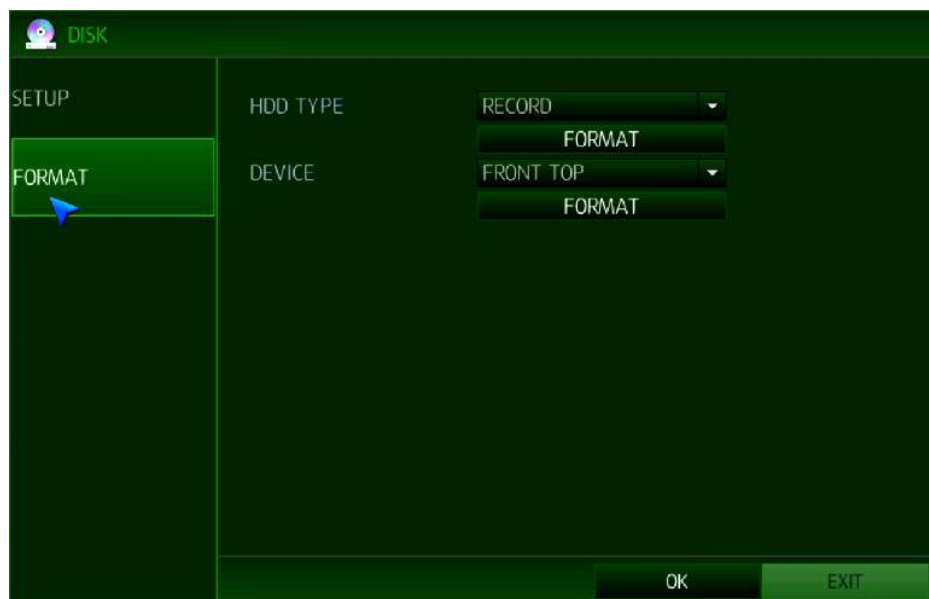 DISK
SETUP
FORMAT
HDD TYPE RECORD
FORMAT
DEVICE FRONT TOP
FORMAT
OK EXIT